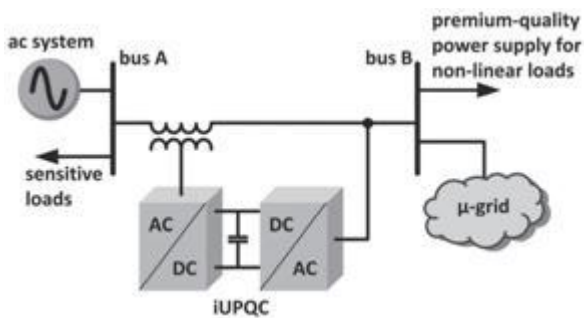 ac system
bus A
premium-quality
power supply for
non-linear loads
bus B
sensitive
loads
AC
DC
DC
AC
iUPQC
μ-grid